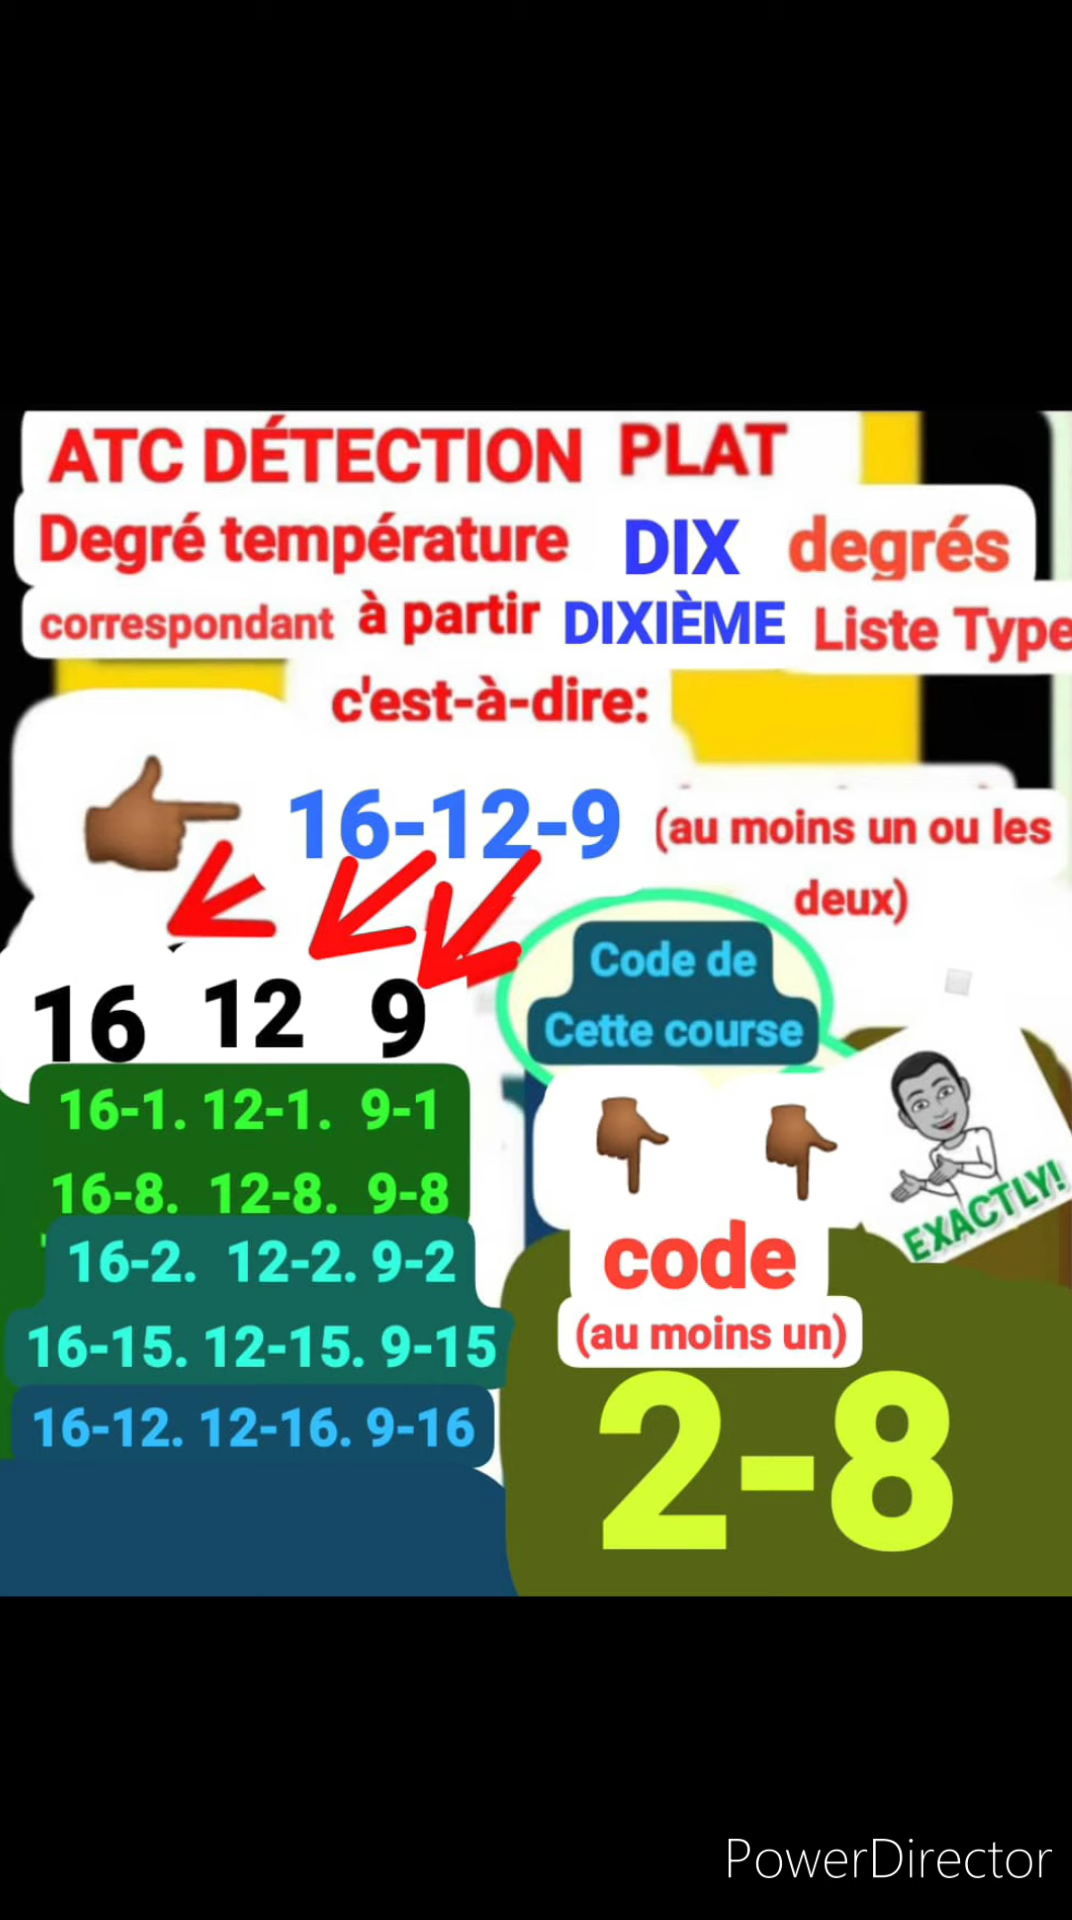 ATC DÉTECTION PLAT
Degré température DIX degrés
correspondant à partir DIXIÈME Liste Type
c'est-à-dire:
16-12-9 (au moins un ou les
deux)
16 12 9
16-1. 12-1. 9-1
16-8. 12-8. 9-8
16-2. 12-2. 9-2
16-15. 12-15. 9-15
16-12. 12-16. 9-16
Code de
Cette course
EXACTLY!
code
(au moins un)
2-8
PowerDirector